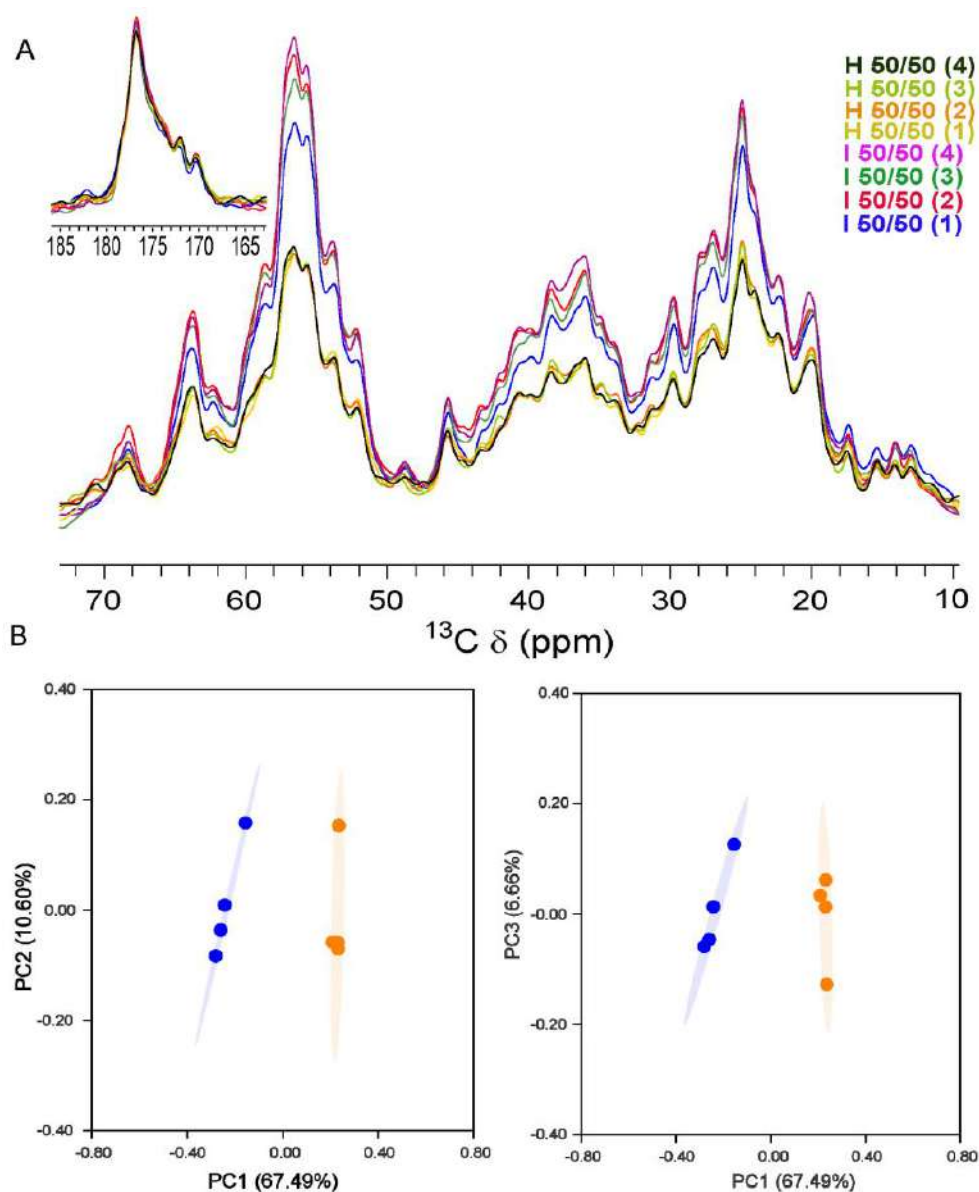 A
H 50/50 (4)
H 50/50 (3)
H 50/50 (2)
H 50/50 (1)
I 50/50 (4)
I 50/50 (3)
I 50/50 (2)
I 50/50 (1)
185 180 175 170 165
70 60 50 40 30 20 10
¹³C δ (ppm)
B
0.40
0.20
0.00
-0.20
-0.40
PC2 (10.60%)
-0.80 -0.40 0.00 0.40 0.80
PC1 (67.49%)
0.40
0.20
-0.00
-0.20
-0.40
PC3 (6.66%)
-0.80 -0.40 0.00 0.40 0.80
PC1 (67.49%)